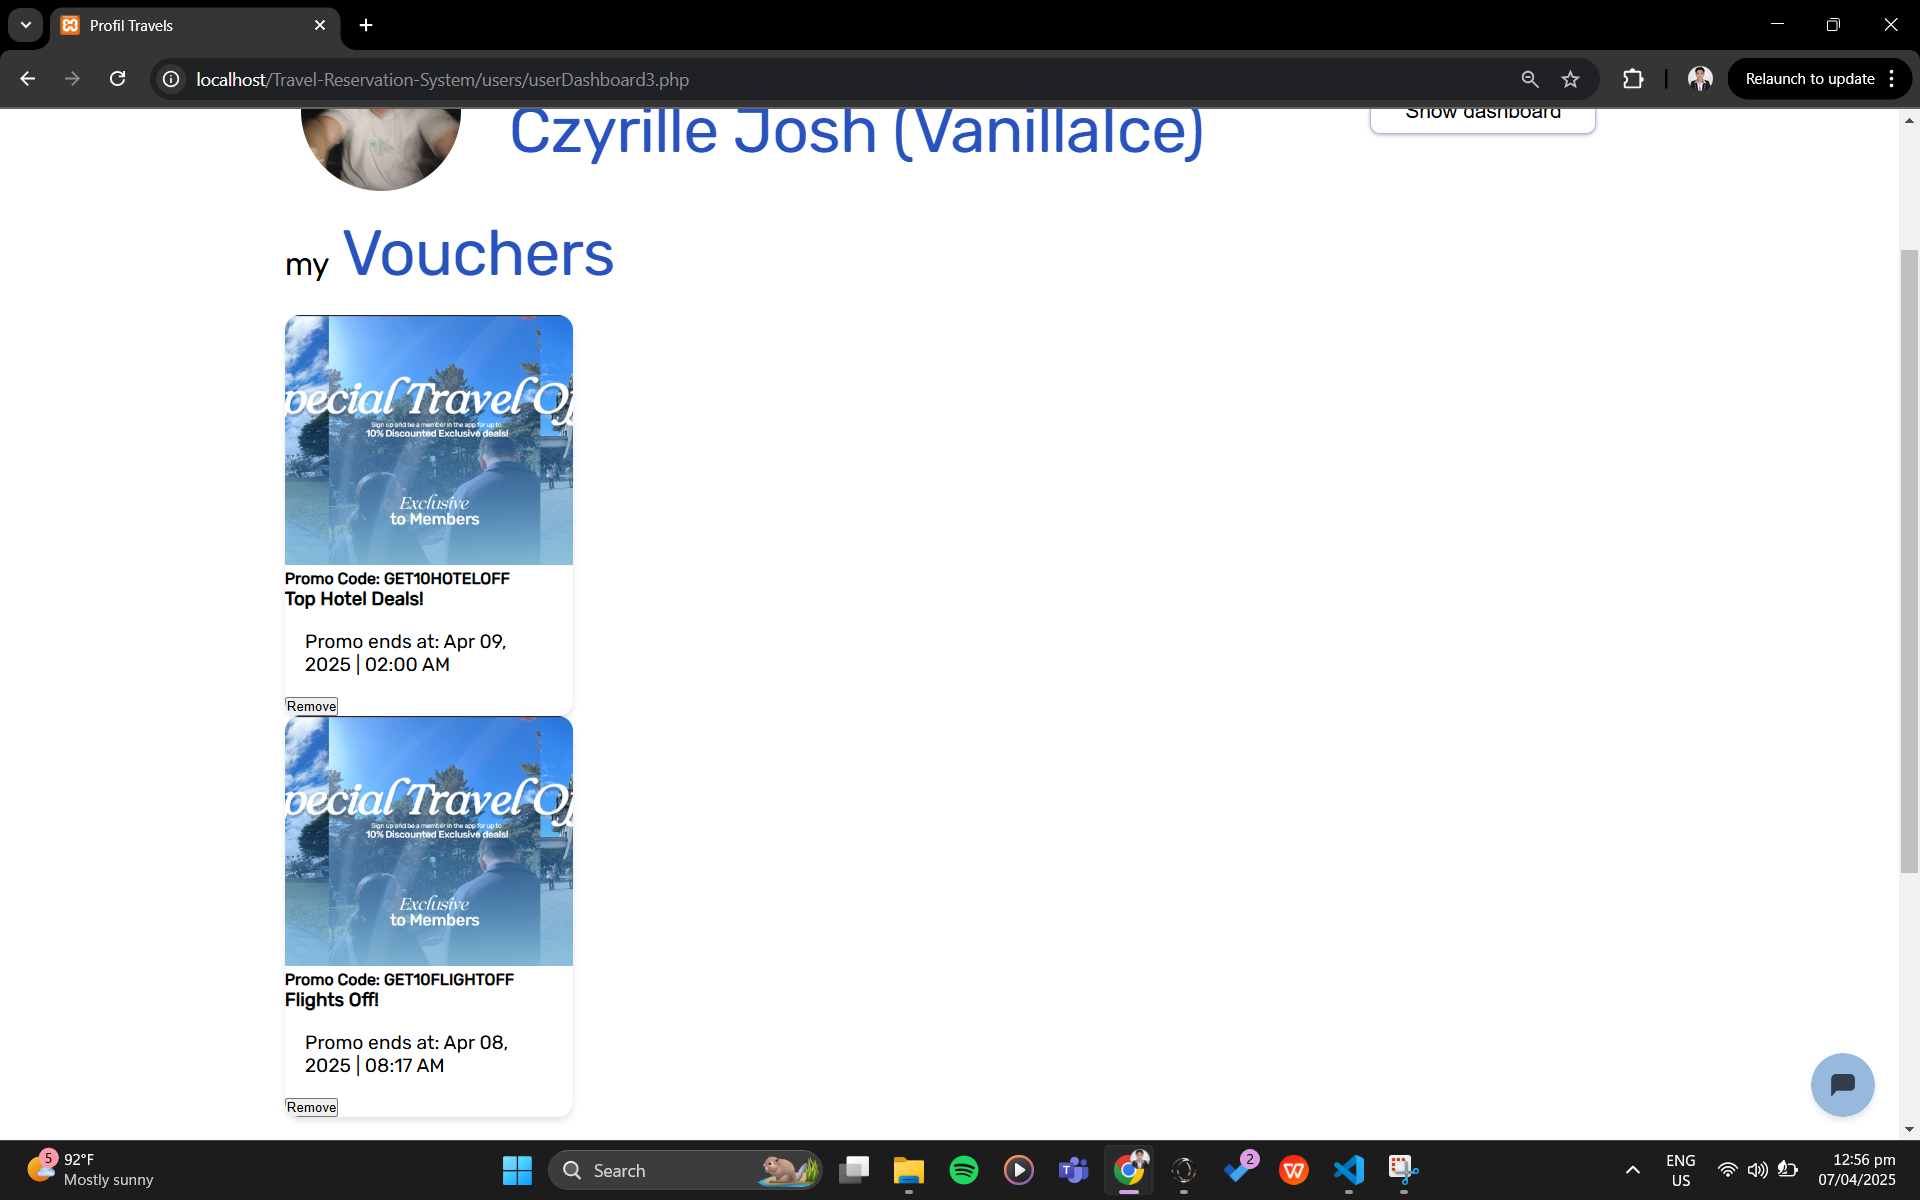 Profil Travels
localhost/Travel-Reservation-System/users/userDashboard3.php
Relaunch to update
Czyrille Josh (VanillaIce)
Show dashboard
my Vouchers
pecial Travel Of
Sign up and be a member in the app for up to
10% Discounted Exclusive deals!
Exclusive
to Members
Promo Code: GET10HOTELOFF
Top Hotel Deals!
Promo ends at: Apr 09,
2025 | 02:00 AM
Remove
pecial Travel Of
Sign up and be a member in the app for up to
10% Discounted Exclusive deals!
Exclusive
to Members
Promo Code: GET10FLIGHTOFF
Flights Off!
Promo ends at: Apr 08,
2025 | 08:17 AM
Remove
5
92°F
Mostly sunny
Search
2
ENG
US
12:56 pm
07/04/2025